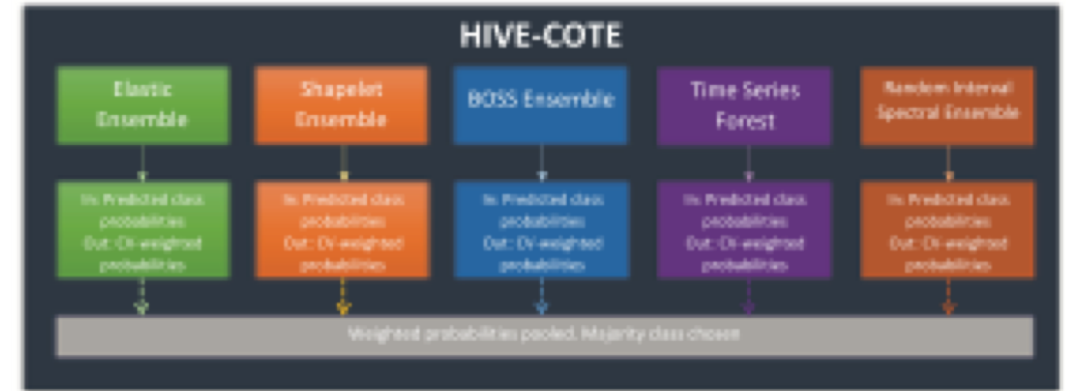 HIVE-COTE
Elastic
Ensemble
Shapelet
Ensemble
BOSS Ensemble
Time Series
Forest
Random Interval
Spectral Ensemble
In: Predicted class
probabilities
Out: CV-weighted
probabilities
In: Predicted class
probabilities
Out: CV-weighted
probabilities
In: Predicted class
probabilities
Out: CV-weighted
probabilities
In: Predicted class
probabilities
Out: CV-weighted
probabilities
In: Predicted class
probabilities
Out: CV-weighted
probabilities
Weighted probabilities pooled. Majority class chosen